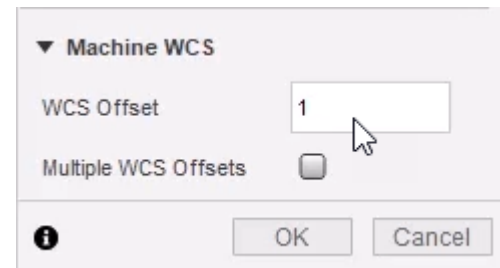 Machine WCS
WCS Offset 1
Multiple WCS Offsets
OK Cancel